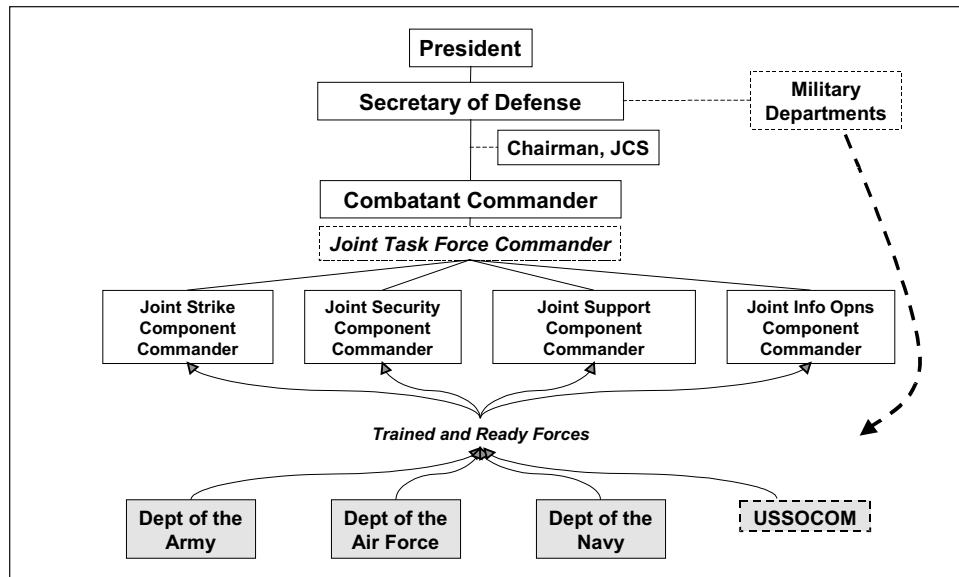 President
Secretary of Defense
Military
Departments
Chairman, JCS
Combatant Commander
Joint Task Force Commander
Joint Strike
Component
Commander
Joint Security
Component
Commander
Joint Support
Component
Commander
Joint Info Opns
Component
Commander
Trained and Ready Forces
Dept of the
Army
Dept of the
Air Force
Dept of the
Navy
USSOCOM